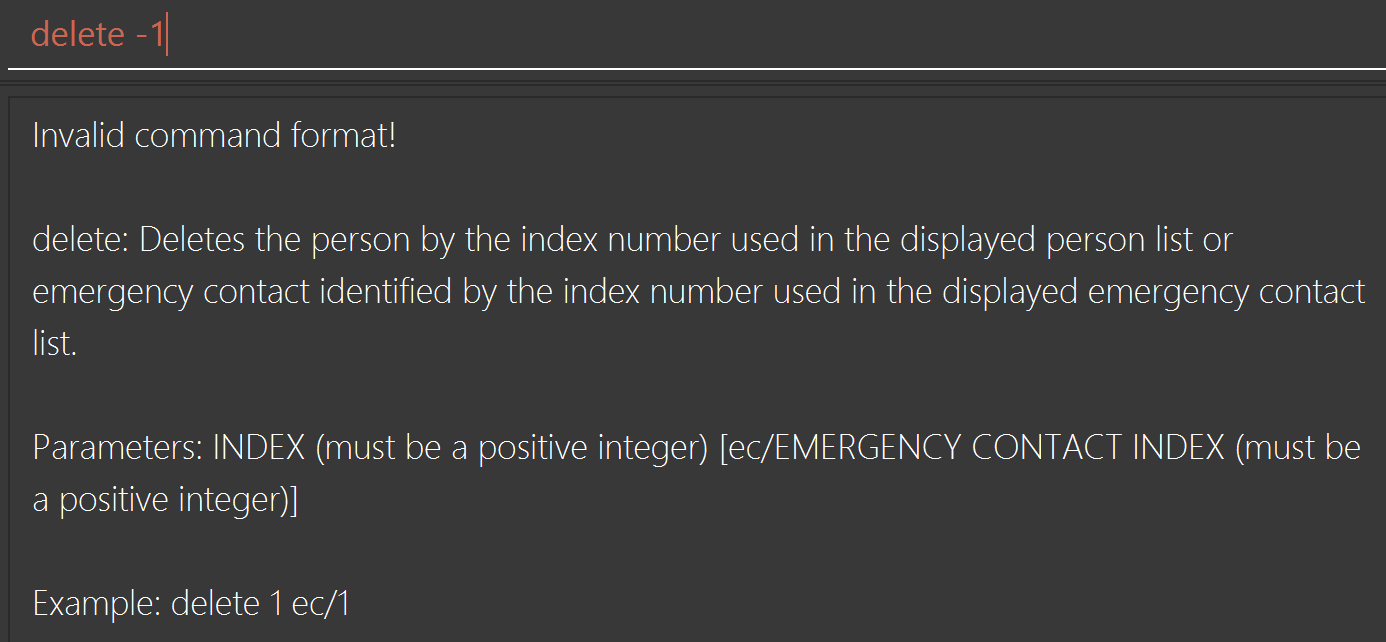 delete -1
Invalid command format!
delete: Deletes the person by the index number used in the displayed person list or
emergency contact identified by the index number used in the displayed emergency contact
list.
Parameters: INDEX (must be a positive integer) [ec/EMERGENCY CONTACT INDEX (must be
a positive integer)]
Example: delete 1 ec/1